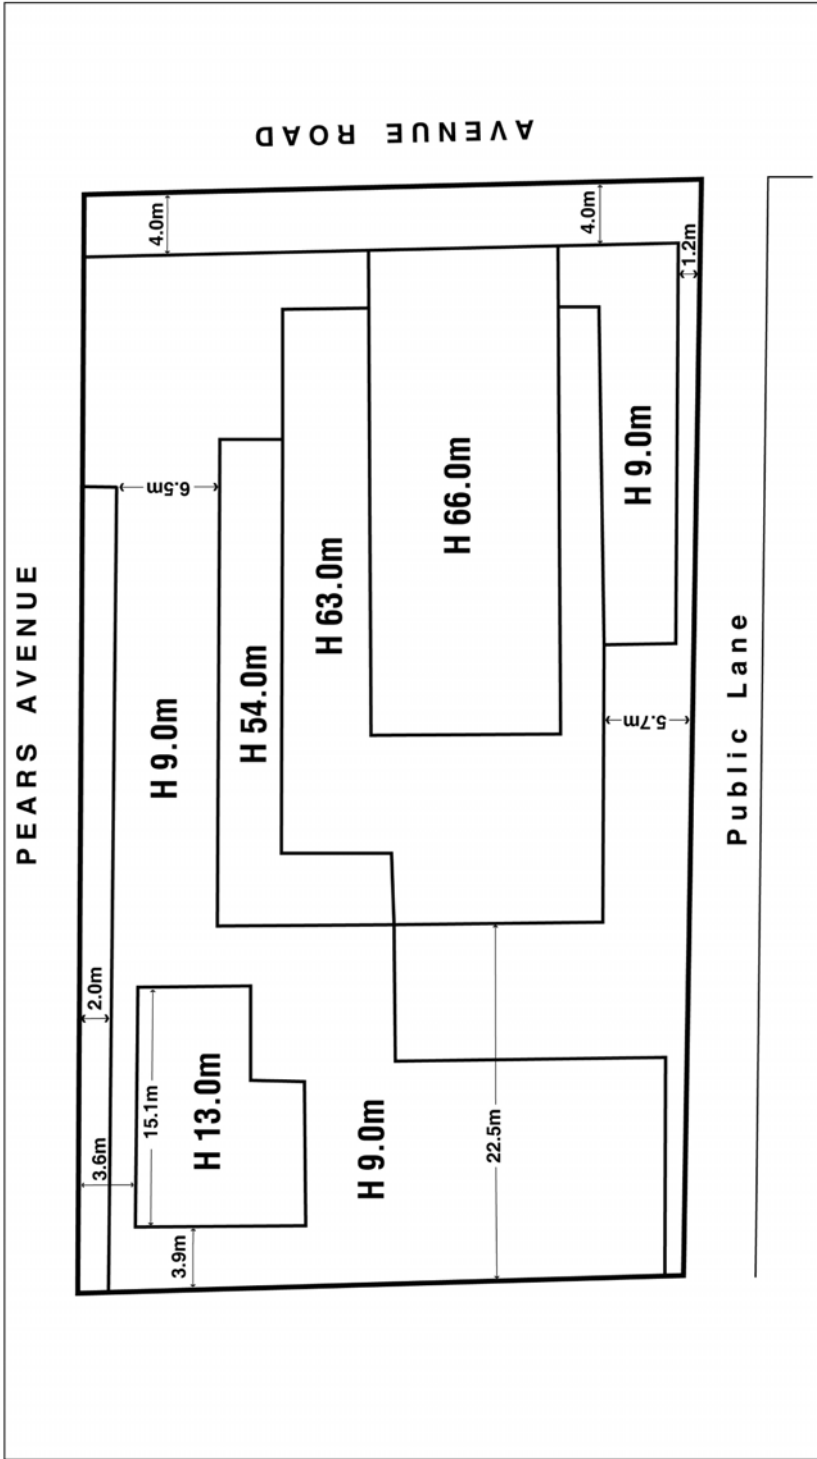 AVENUE ROAD
4.0m
4.0m
1.2m
6.5m
H 9.0m
H 66.0m
PEARS AVENUE
H 63.0m
H 54.0m
H 9.0m
5.7m
Public Lane
2.0m
15.1m
H 13.0m
3.6m
H 9.0m
22.5m
3.9m